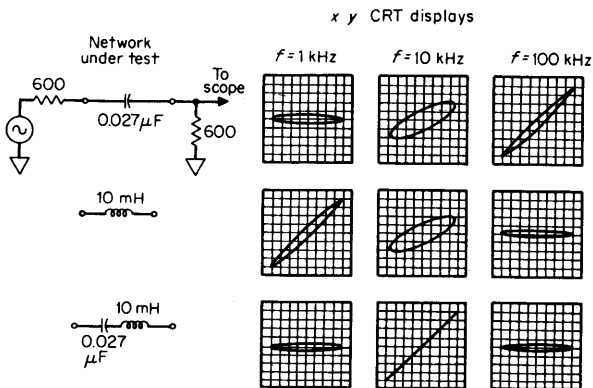 x y CRT displays
Network
under test
To
scope
f = 1 kHz
f = 10 kHz
f = 100 kHz
600
0.027μF
600
10 mH
10 mH
0.027
μF